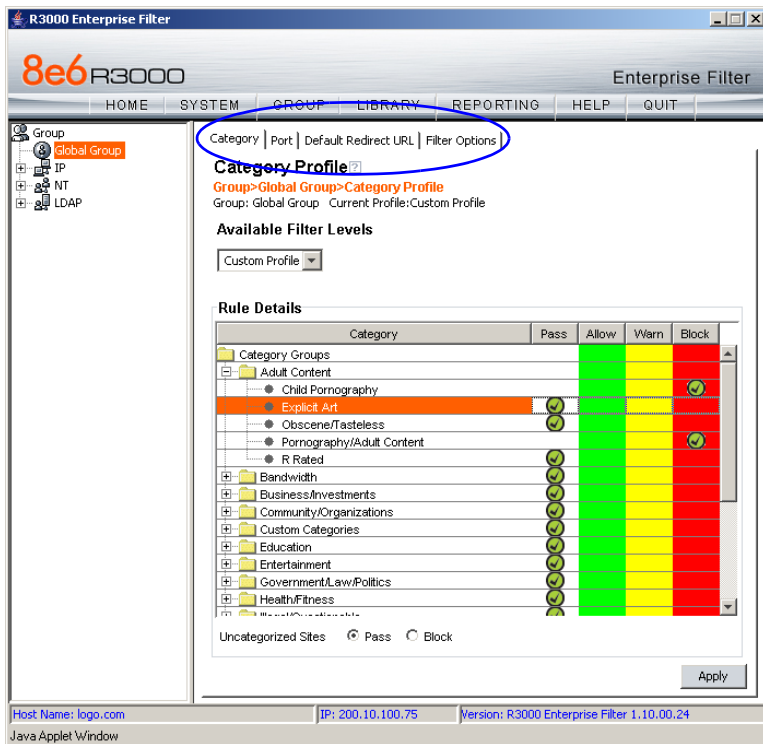 R3000 Enterprise Filter
8e6 R3000
Enterprise Filter
HOME SYSTEM GROUP LIBRARY REPORTING HELP QUIT
Group
Global Group
IP
NT
LDAP
Category Port Default Redirect URL Filter Options
Category Profile ?
Group>Global Group>Category Profile
Group: Global Group Current Profile:Custom Profile
Available Filter Levels
Custom Profile
Rule Details
Category Pass Allow Warn Block
Category Groups
Adult Content
Child Pornography
Explicit Art
Obscene/Tasteless
Pornography/Adult Content
R Rated
Bandwidth
Business/Investments
Community/Organizations
Custom Categories
Education
Entertainment
Government/Law/Politics
Health/Fitness
Uncategorized Sites Pass Block
Apply
Host Name: logo.com IP: 200.10.100.75 Version: R3000 Enterprise Filter 1.10.00.24
Java Applet Window